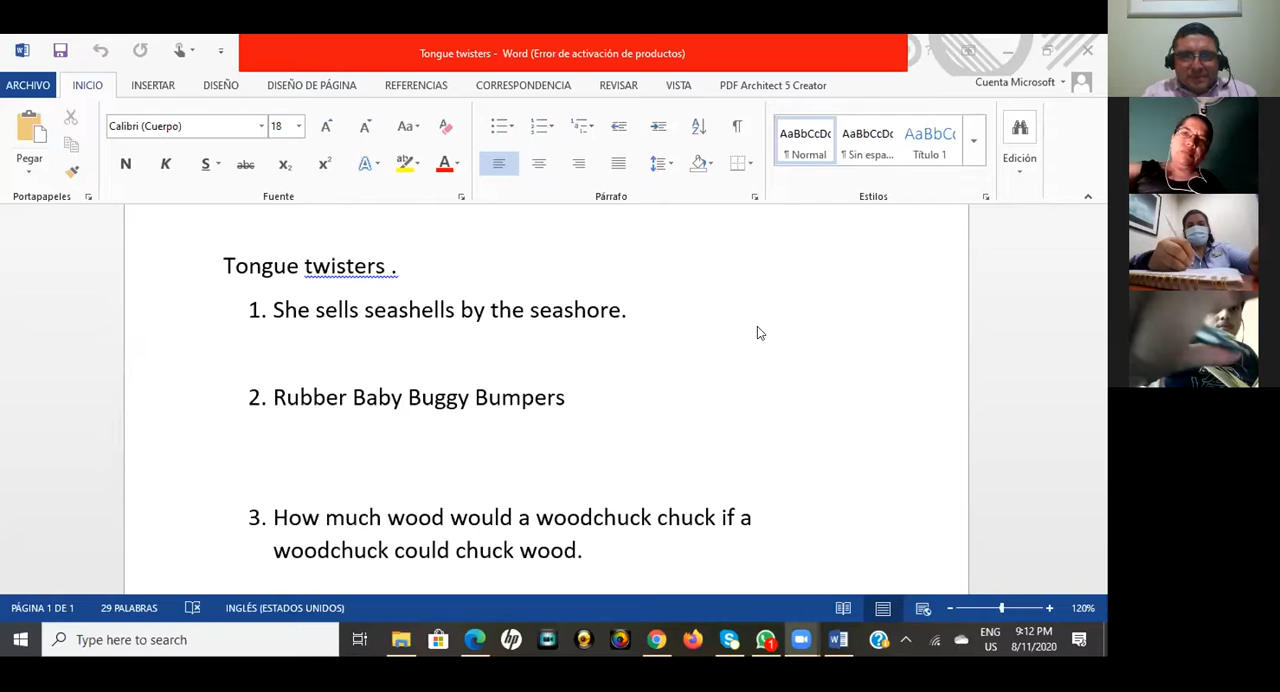 Tongue twisters - Word (Error de activación de productos)
ARCHIVO INICIO INSERTAR DISEÑO DISEÑO DE PÁGINA REFERENCIAS CORRESPONDENCIA REVISAR VISTA PDF Architect 5 Creator Cuenta Microsoft
Calibri (Cuerpo) 18 Aa AaBbCcDc AaBbCcDc AaBbCc
Pegar N K S abc X₂ X² A A ¶ Normal ¶ Sin espa... Título 1 Edición
Portapapeles Fuente Párrafo Estilos
Tongue twisters .
1. She sells seashells by the seashore.
2. Rubber Baby Buggy Bumpers
3. How much wood would a woodchuck chuck if a
woodchuck could chuck wood.
PÁGINA 1 DE 1 29 PALABRAS INGLÉS (ESTADOS UNIDOS) 120%
Type here to search ENG 9:12 PM
US 8/11/2020